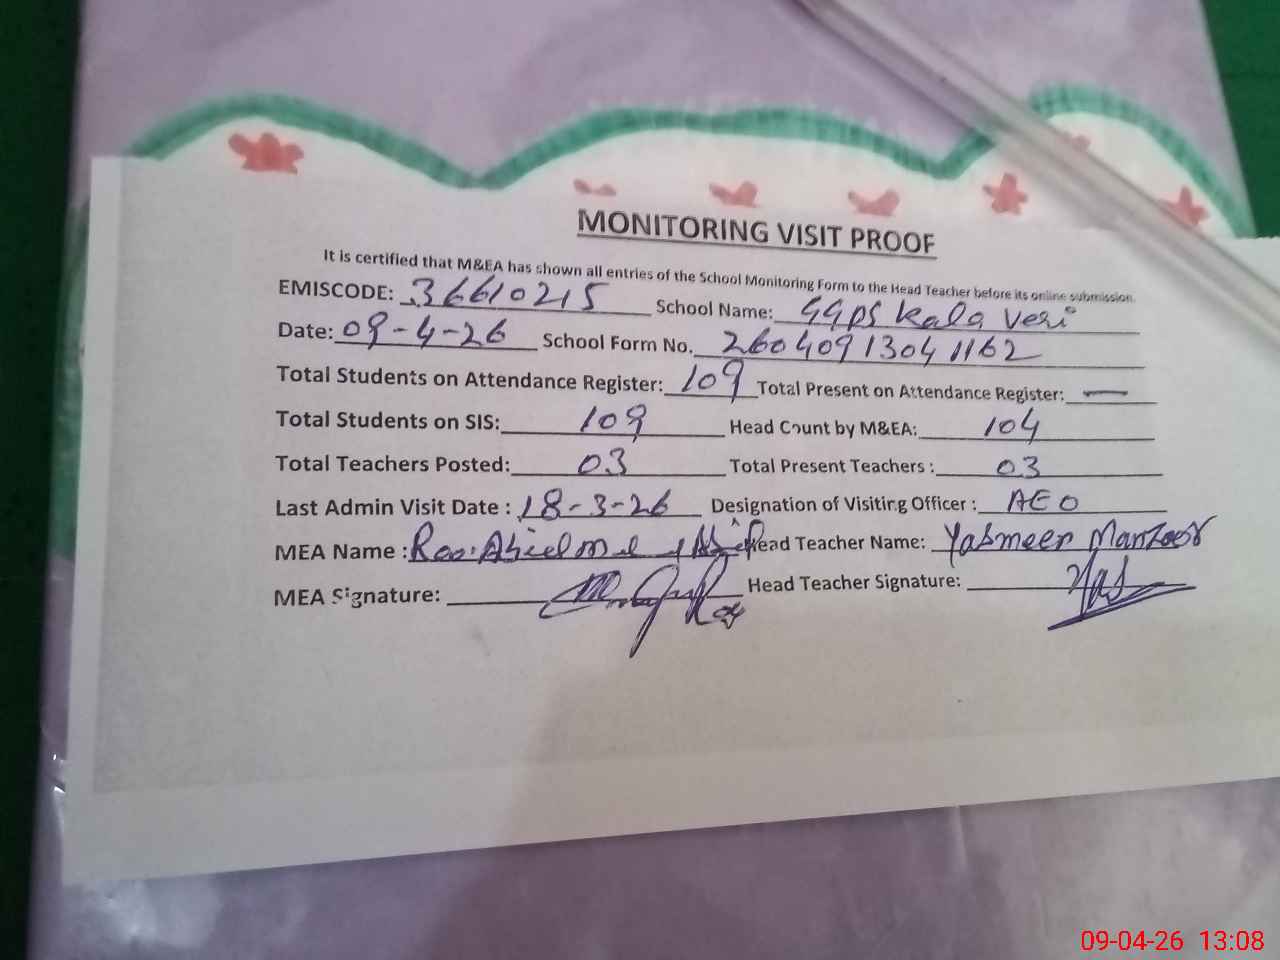 MONITORING VISIT PROOF
It is certified that M&EA has shown all entries of the School Monitoring Form to the Head Teacher before its online submission.
EMISCODE: 36610215 School Name: GGPS Kala Veri
Date: 09-4-26 School Form No. 26040913041162
Total Students on Attendance Register: 109 Total Present on Attendance Register: —
Total Students on SIS: 109 Head Count by M&EA: 104
Total Teachers Posted: 03 Total Present Teachers : 03
Last Admin Visit Date : 18-3-26 Designation of Visiting Officer : AEO
MEA Name : Head Teacher Name: Yasmeen Manzoor
MEA Signature: Head Teacher Signature:
09-04-26 13:08